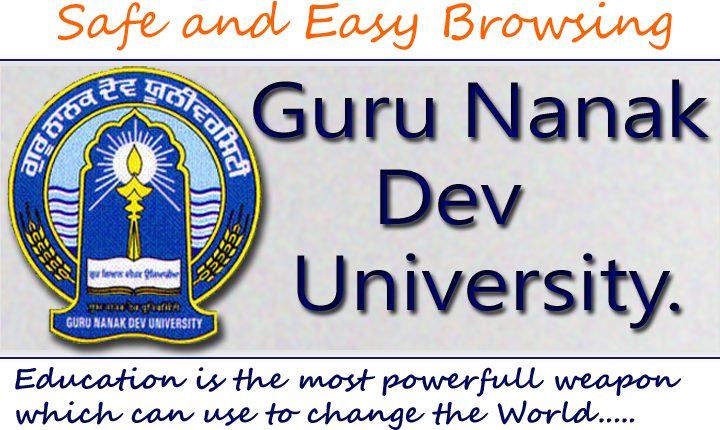 Safe and Easy Browsing
ਗੁਰੂ ਨਾਨਕ ਦੇਵ ਯੂਨੀਵਰਸਿਟੀ
GURU NANAK DEV UNIVERSITY
Guru Nanak
Dev
University.
Education is the most powerfull weapon
which can use to change the World.....